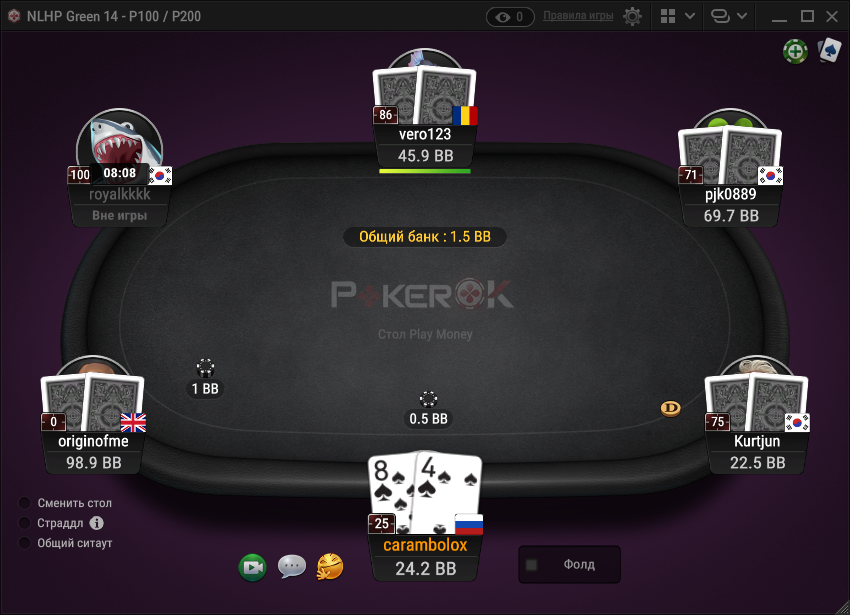 NLHP Green 14 - P100 / P200
0
Правила игры
86
vero123
45.9 BB
100
08:08
royalkkkk
Вне игры
71
pjk0889
69.7 BB
Общий банк : 1.5 BB
POKEROK
Стол Play Money
1 BB
0.5 BB
D
0
originofme
98.9 BB
75
Kurtjun
22.5 BB
8
4
25
carambolox
24.2 BB
Сменить стол
Страддл i
Общий ситаут
Фолд